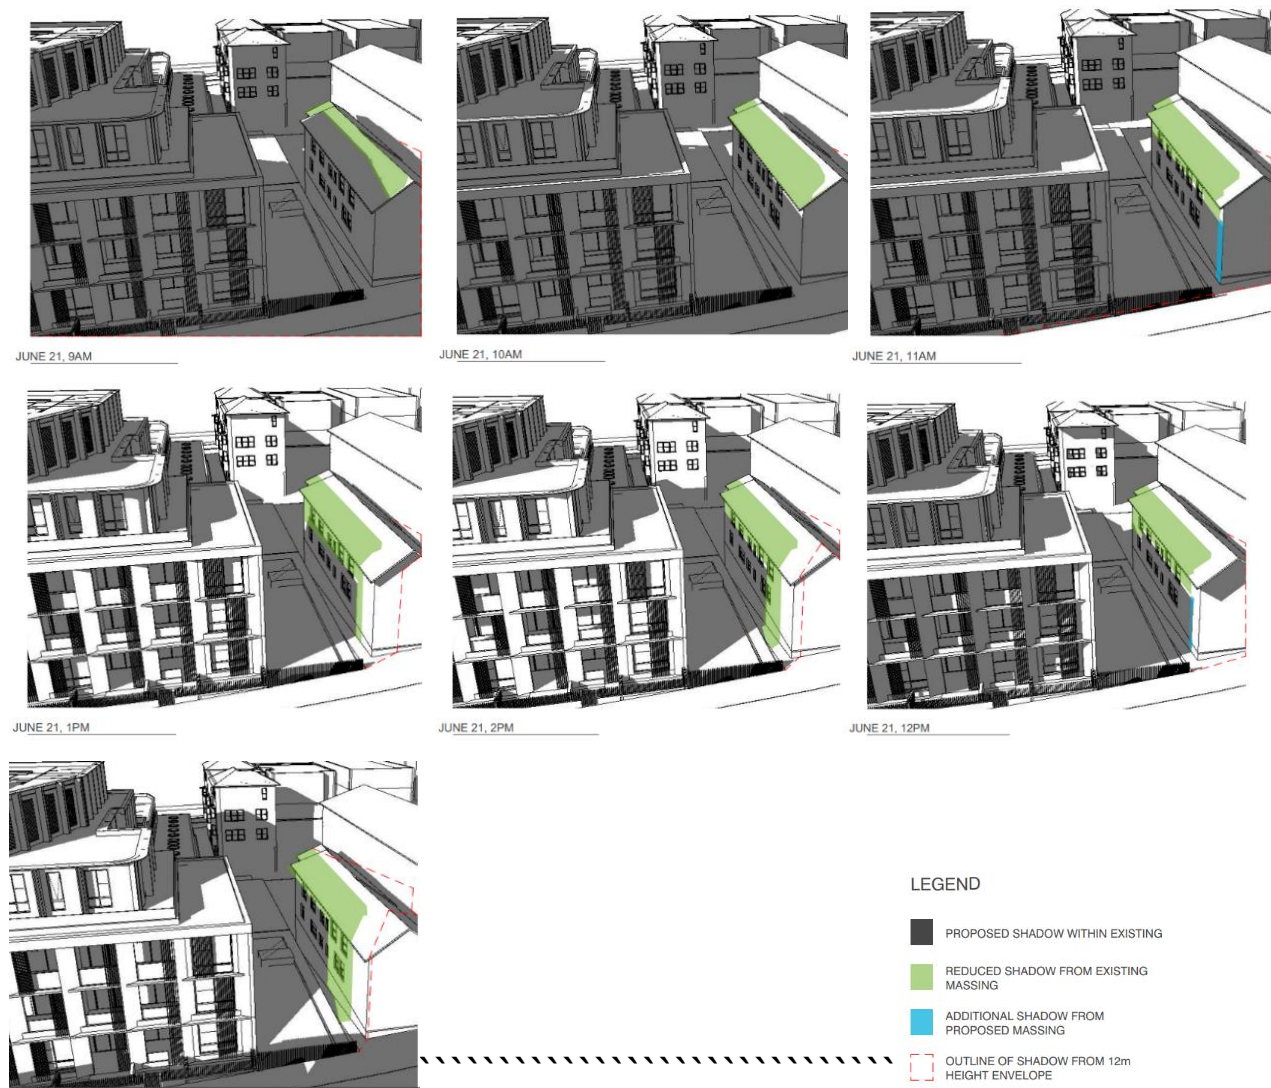 JUNE 21, 9AM
JUNE 21, 10AM
JUNE 21, 11AM
JUNE 21, 1PM
JUNE 21, 2PM
JUNE 21, 12PM
LEGEND
PROPOSED SHADOW WITHIN EXISTING
REDUCED SHADOW FROM EXISTING
MASSING
ADDITIONAL SHADOW FROM
PROPOSED MASSING
OUTLINE OF SHADOW FROM 12m
HEIGHT ENVELOPE